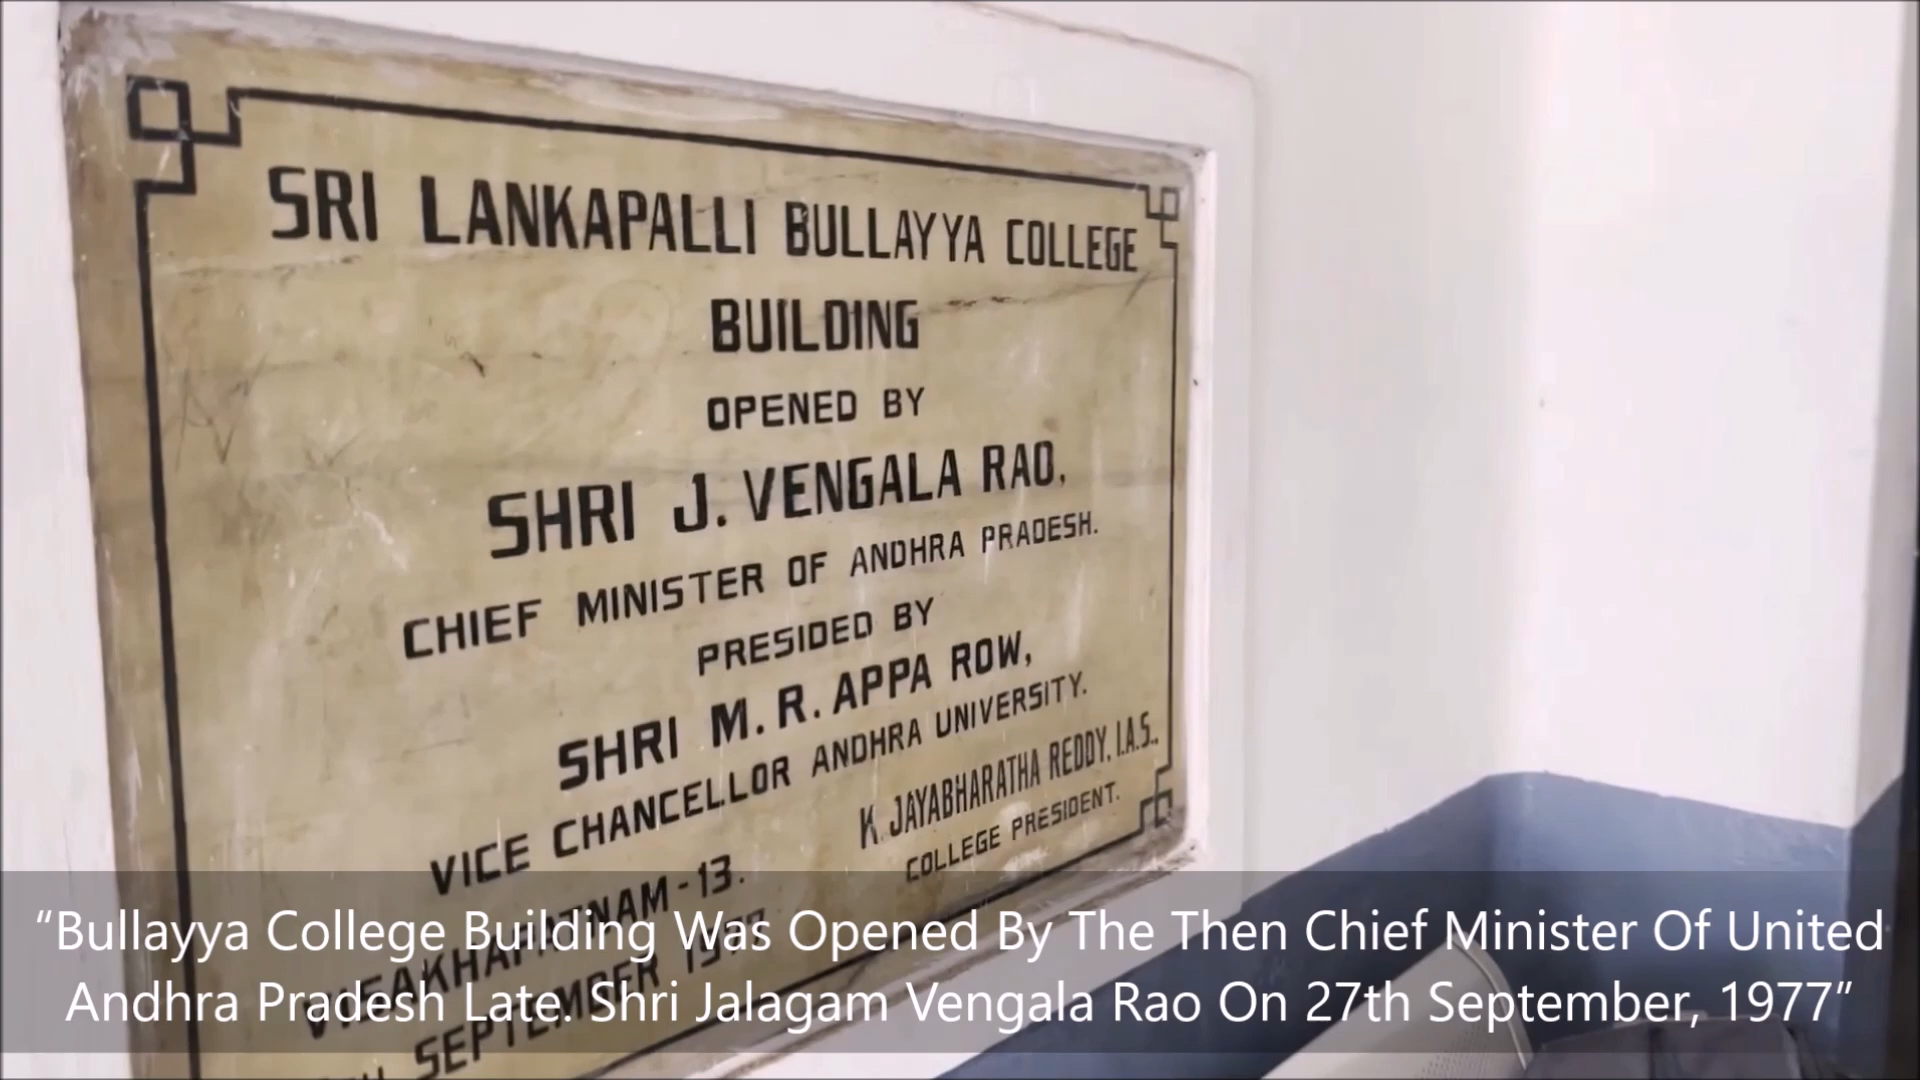 SRI LANKAPALLI BULLAYYA COLLEGE
BUILDING
OPENED BY
SHRI J. VENGALA RAO,
CHIEF MINISTER OF ANDHRA PRADESH.
PRESIDED BY
SHRI M. R. APPA ROW,
VICE CHANCELLOR ANDHRA UNIVERSITY.
K. JAYABHARATHA REDDY, I.A.S.,
COLLEGE PRESIDENT.
VISAKHAPATNAM-13.
SEPTEMBER 1977
“Bullayya College Building Was Opened By The Then Chief Minister Of United
Andhra Pradesh Late. Shri Jalagam Vengala Rao On 27th September, 1977”